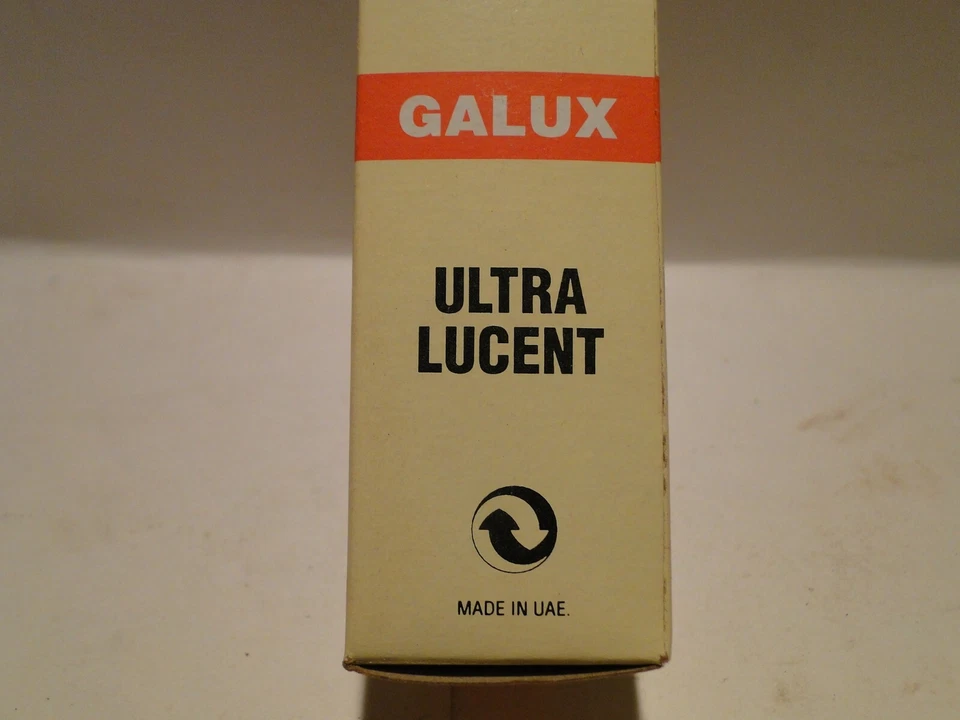 GALUX
ULTRA
LUCENT
MADE IN UAE.